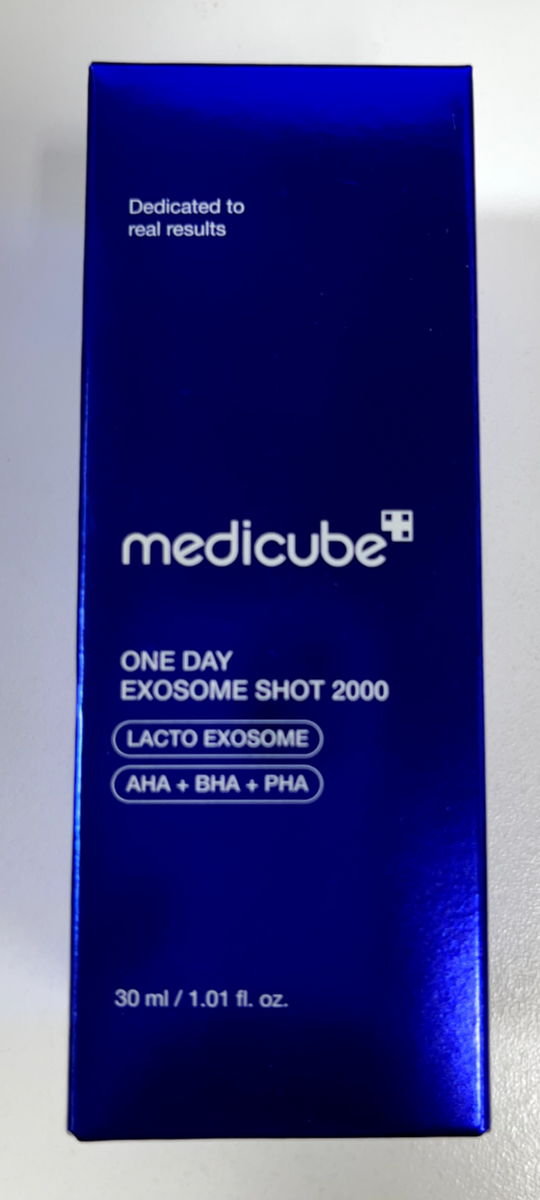 Dedicated to
real results
medicube
ONE DAY
EXOSOME SHOT 2000
LACTO EXOSOME
AHA + BHA + PHA
30 ml / 1.01 fl. oz.